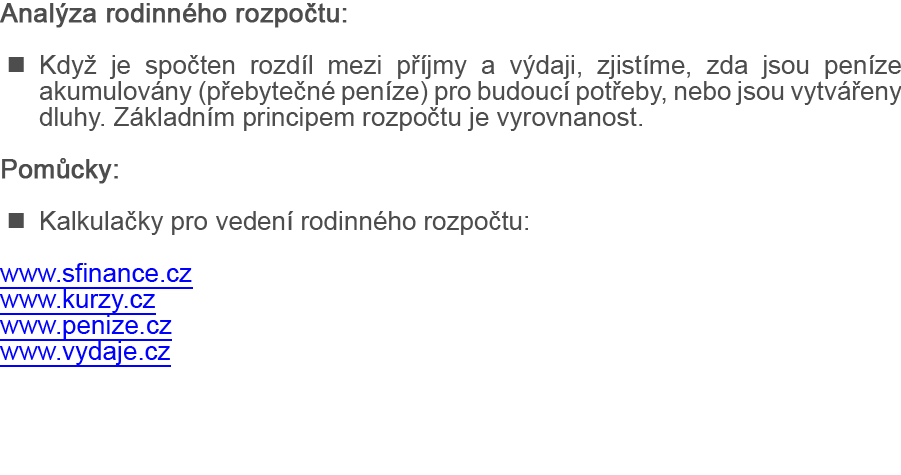 Analýza rodinného rozpočtu:
■ Když je spočten rozdíl mezi příjmy a výdaji, zjistíme, zda jsou peníze
akumulovány (přebytečné peníze) pro budoucí potřeby, nebo jsou vytvářeny
dluhy. Základním principem rozpočtu je vyrovnanost.
Pomůcky:
■ Kalkulačky pro vedení rodinného rozpočtu:
www.sfinance.cz
www.kurzy.cz
www.penize.cz
www.vydaje.cz